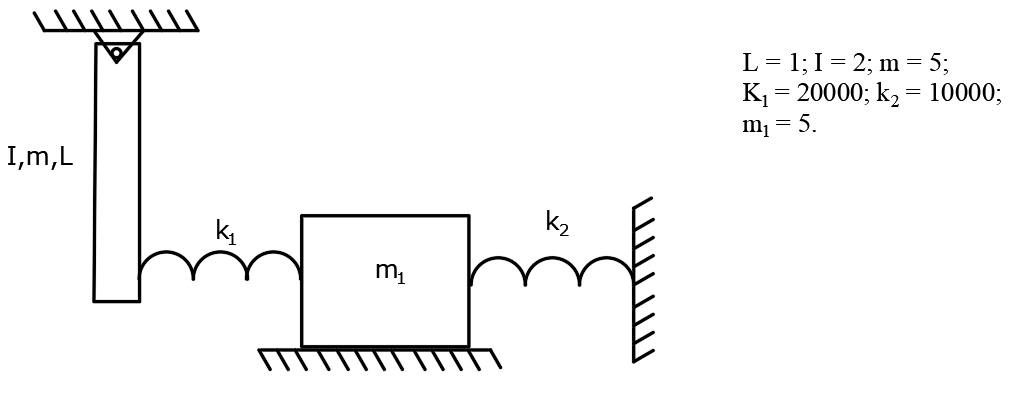 L = 1; I = 2; m = 5;
K₁ = 20000; k₂ = 10000;
m₁ = 5.
I,m,L
k₁
k₂
m₁